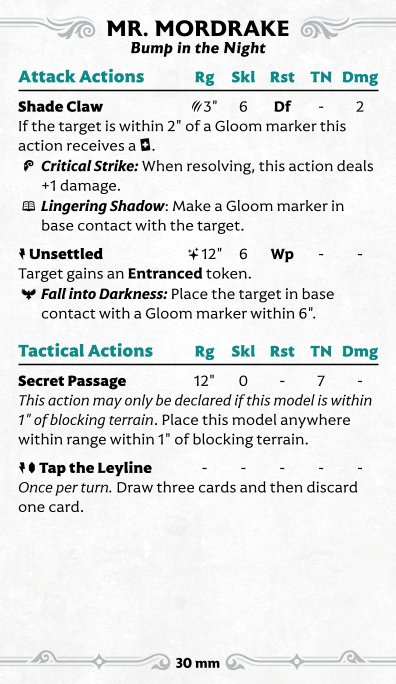 MR. MORDRAKE
Bump in the Night
Attack Actions Rg Skl Rst TN Dmg
Shade Claw 3" 6 Df - 2
If the target is within 2" of a Gloom marker this
action receives a .
Critical Strike: When resolving, this action deals
+1 damage.
Lingering Shadow: Make a Gloom marker in
base contact with the target.
Unsettled 12" 6 Wp - -
Target gains an Entranced token.
Fall into Darkness: Place the target in base
contact with a Gloom marker within 6".
Tactical Actions Rg Skl Rst TN Dmg
Secret Passage 12" 0 - 7 -
This action may only be declared if this model is within
1" of blocking terrain. Place this model anywhere
within range within 1" of blocking terrain.
Tap the Leyline - - - - -
Once per turn. Draw three cards and then discard
one card.
30 mm